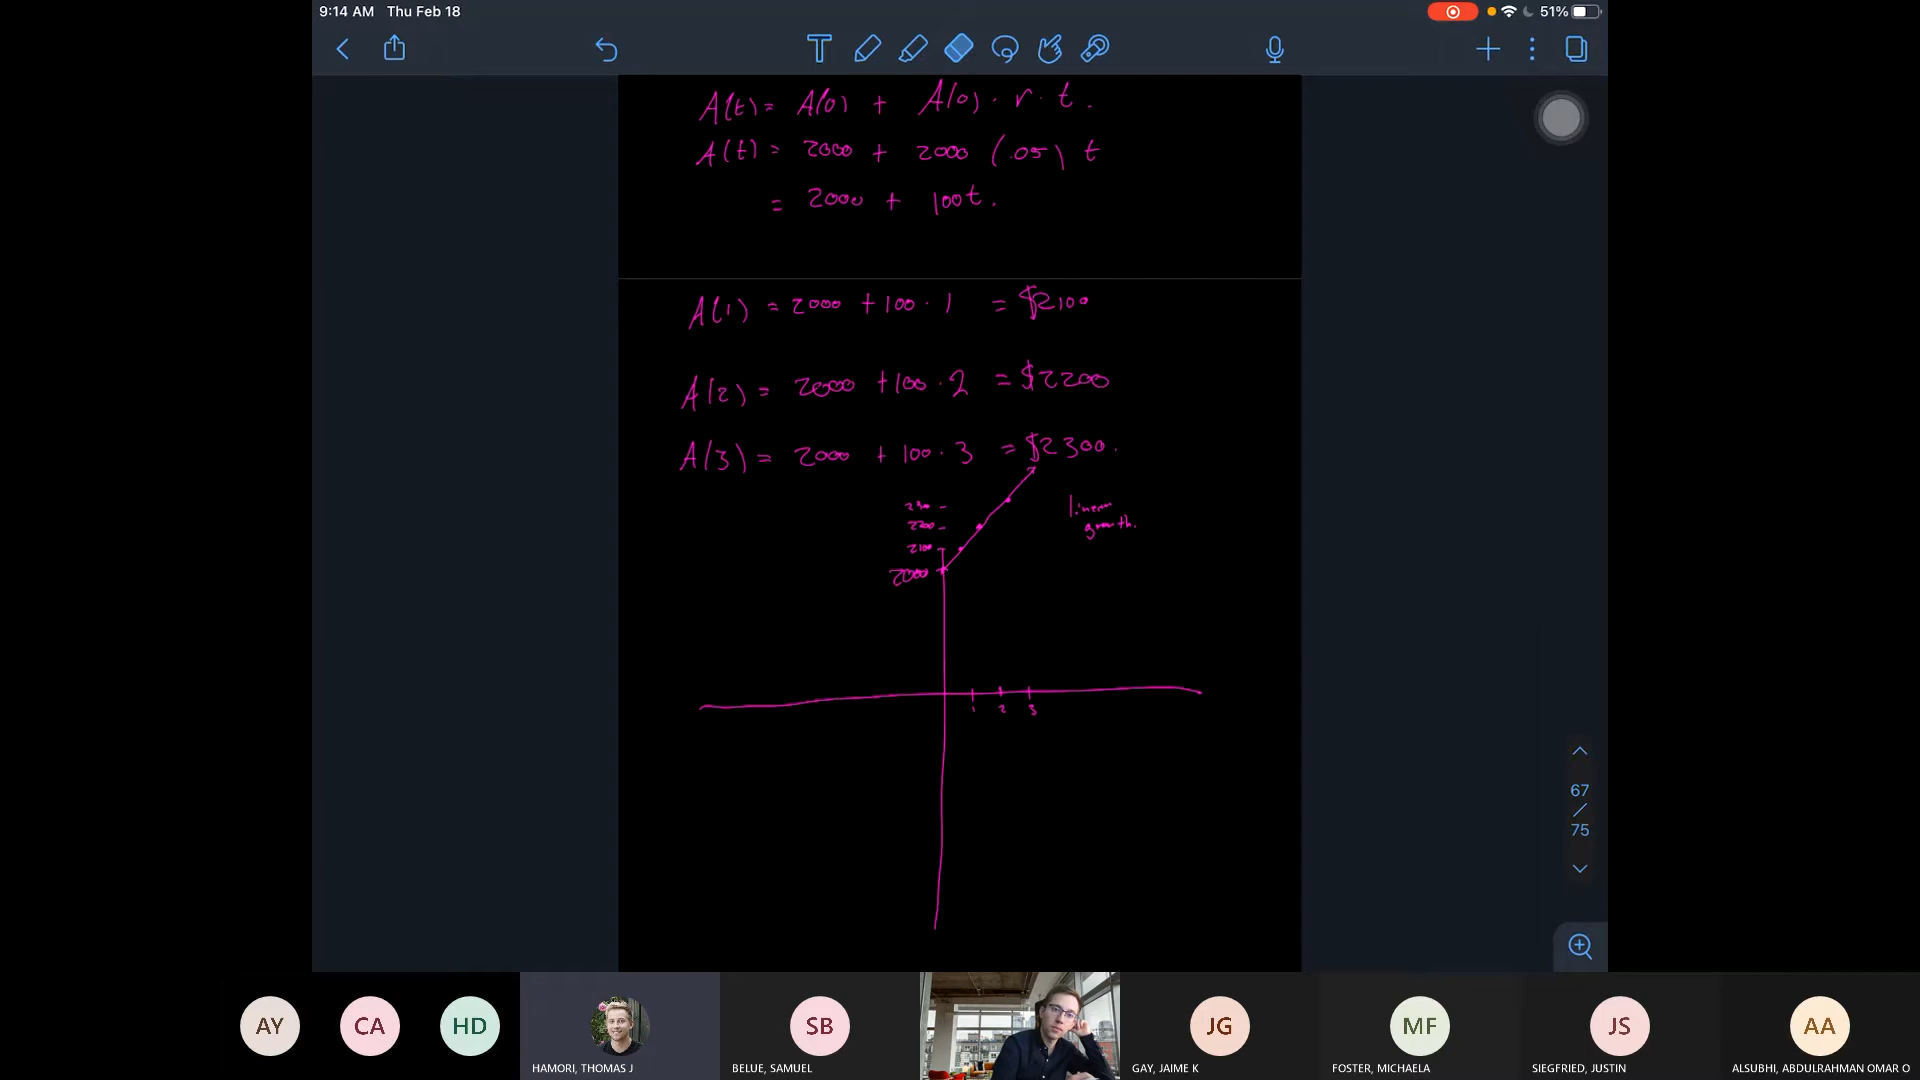 9:14 AM Thu Feb 18
51%
A(t) = A(0) + A(0) · r · t.
A(t) = 2000 + 2000 (.05) t
= 2000 + 100t.
A(1) = 2000 + 100 · 1 = $2100
A(2) = 2000 + 100 · 2 = $2200
A(3) = 2000 + 100 · 3 = $2300.
2300
2200
2100
2000
linear
growth.
1 2 3
67
/
75
AY
CA
HD
SB
JG
MF
JS
AA
HAMORI, THOMAS J
BELUE, SAMUEL
GAY, JAIME K
FOSTER, MICHAELA
SIEGFRIED, JUSTIN
ALSUBHI, ABDULRAHMAN OMAR O